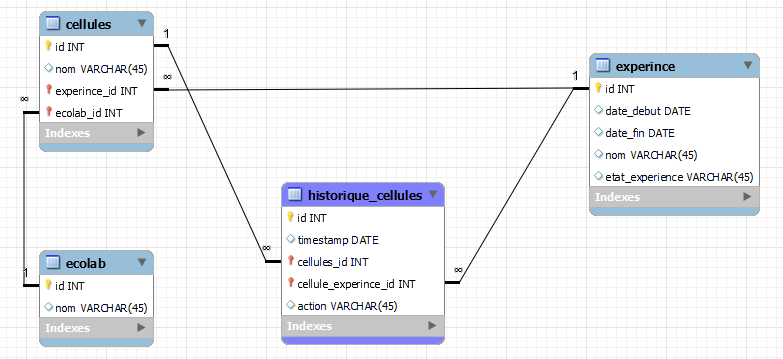 cellules
id INT
nom VARCHAR(45)
experince_id INT
ecolab_id INT
Indexes
1
∞
∞
1
experince
id INT
date_debut DATE
date_fin DATE
nom VARCHAR(45)
etat_experience VARCHAR(45)
Indexes
1
historique_cellules
id INT
timestamp DATE
cellules_id INT
cellule_experince_id INT
action VARCHAR(45)
Indexes
∞
∞
ecolab
id INT
nom VARCHAR(45)
Indexes